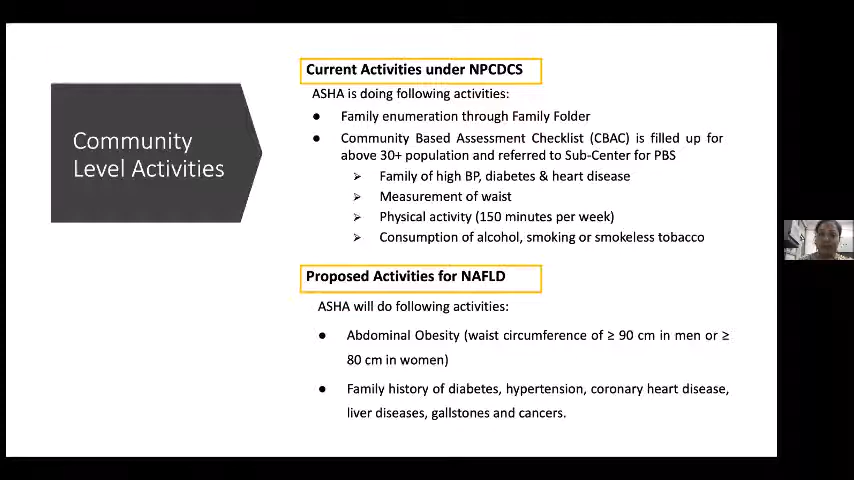 Community
Level Activities
Current Activities under NPCDCS
ASHA is doing following activities:
● Family enumeration through Family Folder
● Community Based Assessment Checklist (CBAC) is filled up for
above 30+ population and referred to Sub-Center for PBS
➢ Family of high BP, diabetes & heart disease
➢ Measurement of waist
➢ Physical activity (150 minutes per week)
➢ Consumption of alcohol, smoking or smokeless tobacco
Proposed Activities for NAFLD
ASHA will do following activities:
● Abdominal Obesity (waist circumference of ≥ 90 cm in men or ≥
80 cm in women)
● Family history of diabetes, hypertension, coronary heart disease,
liver diseases, gallstones and cancers.